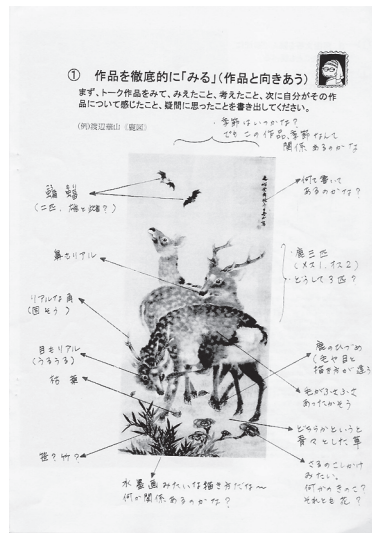 ① 作品を徹底的に「みる」(作品と向きあう)
まず、トーク作品をみて、みえたこと、考えたこと、次に自分がその作
品について感じたこと、疑問に思ったことを書き出してください。
(例)渡辺崋山《鹿図》
・季節はいつかな?
でもこの作品、季節なんて
関係あるのかな
蝙蝠
(二匹、
何て書いて
あるのかな?
鼻もリアル
・鹿三匹
(メス1、オス2)
・どうして3匹?
リアルな角
(固そう)
目もリアル
(うるうる)
枯葉
鹿のひづめ
(毛や目と
描き方が違う
毛がふさふさ
あったかそう
どちらかというと
青々とした草
笹?竹?
さるのこしかけ
みたい。
何かのきのこ?
それとも花?
水墨画みたいな描き方だな〜
何か関係あるのかな?